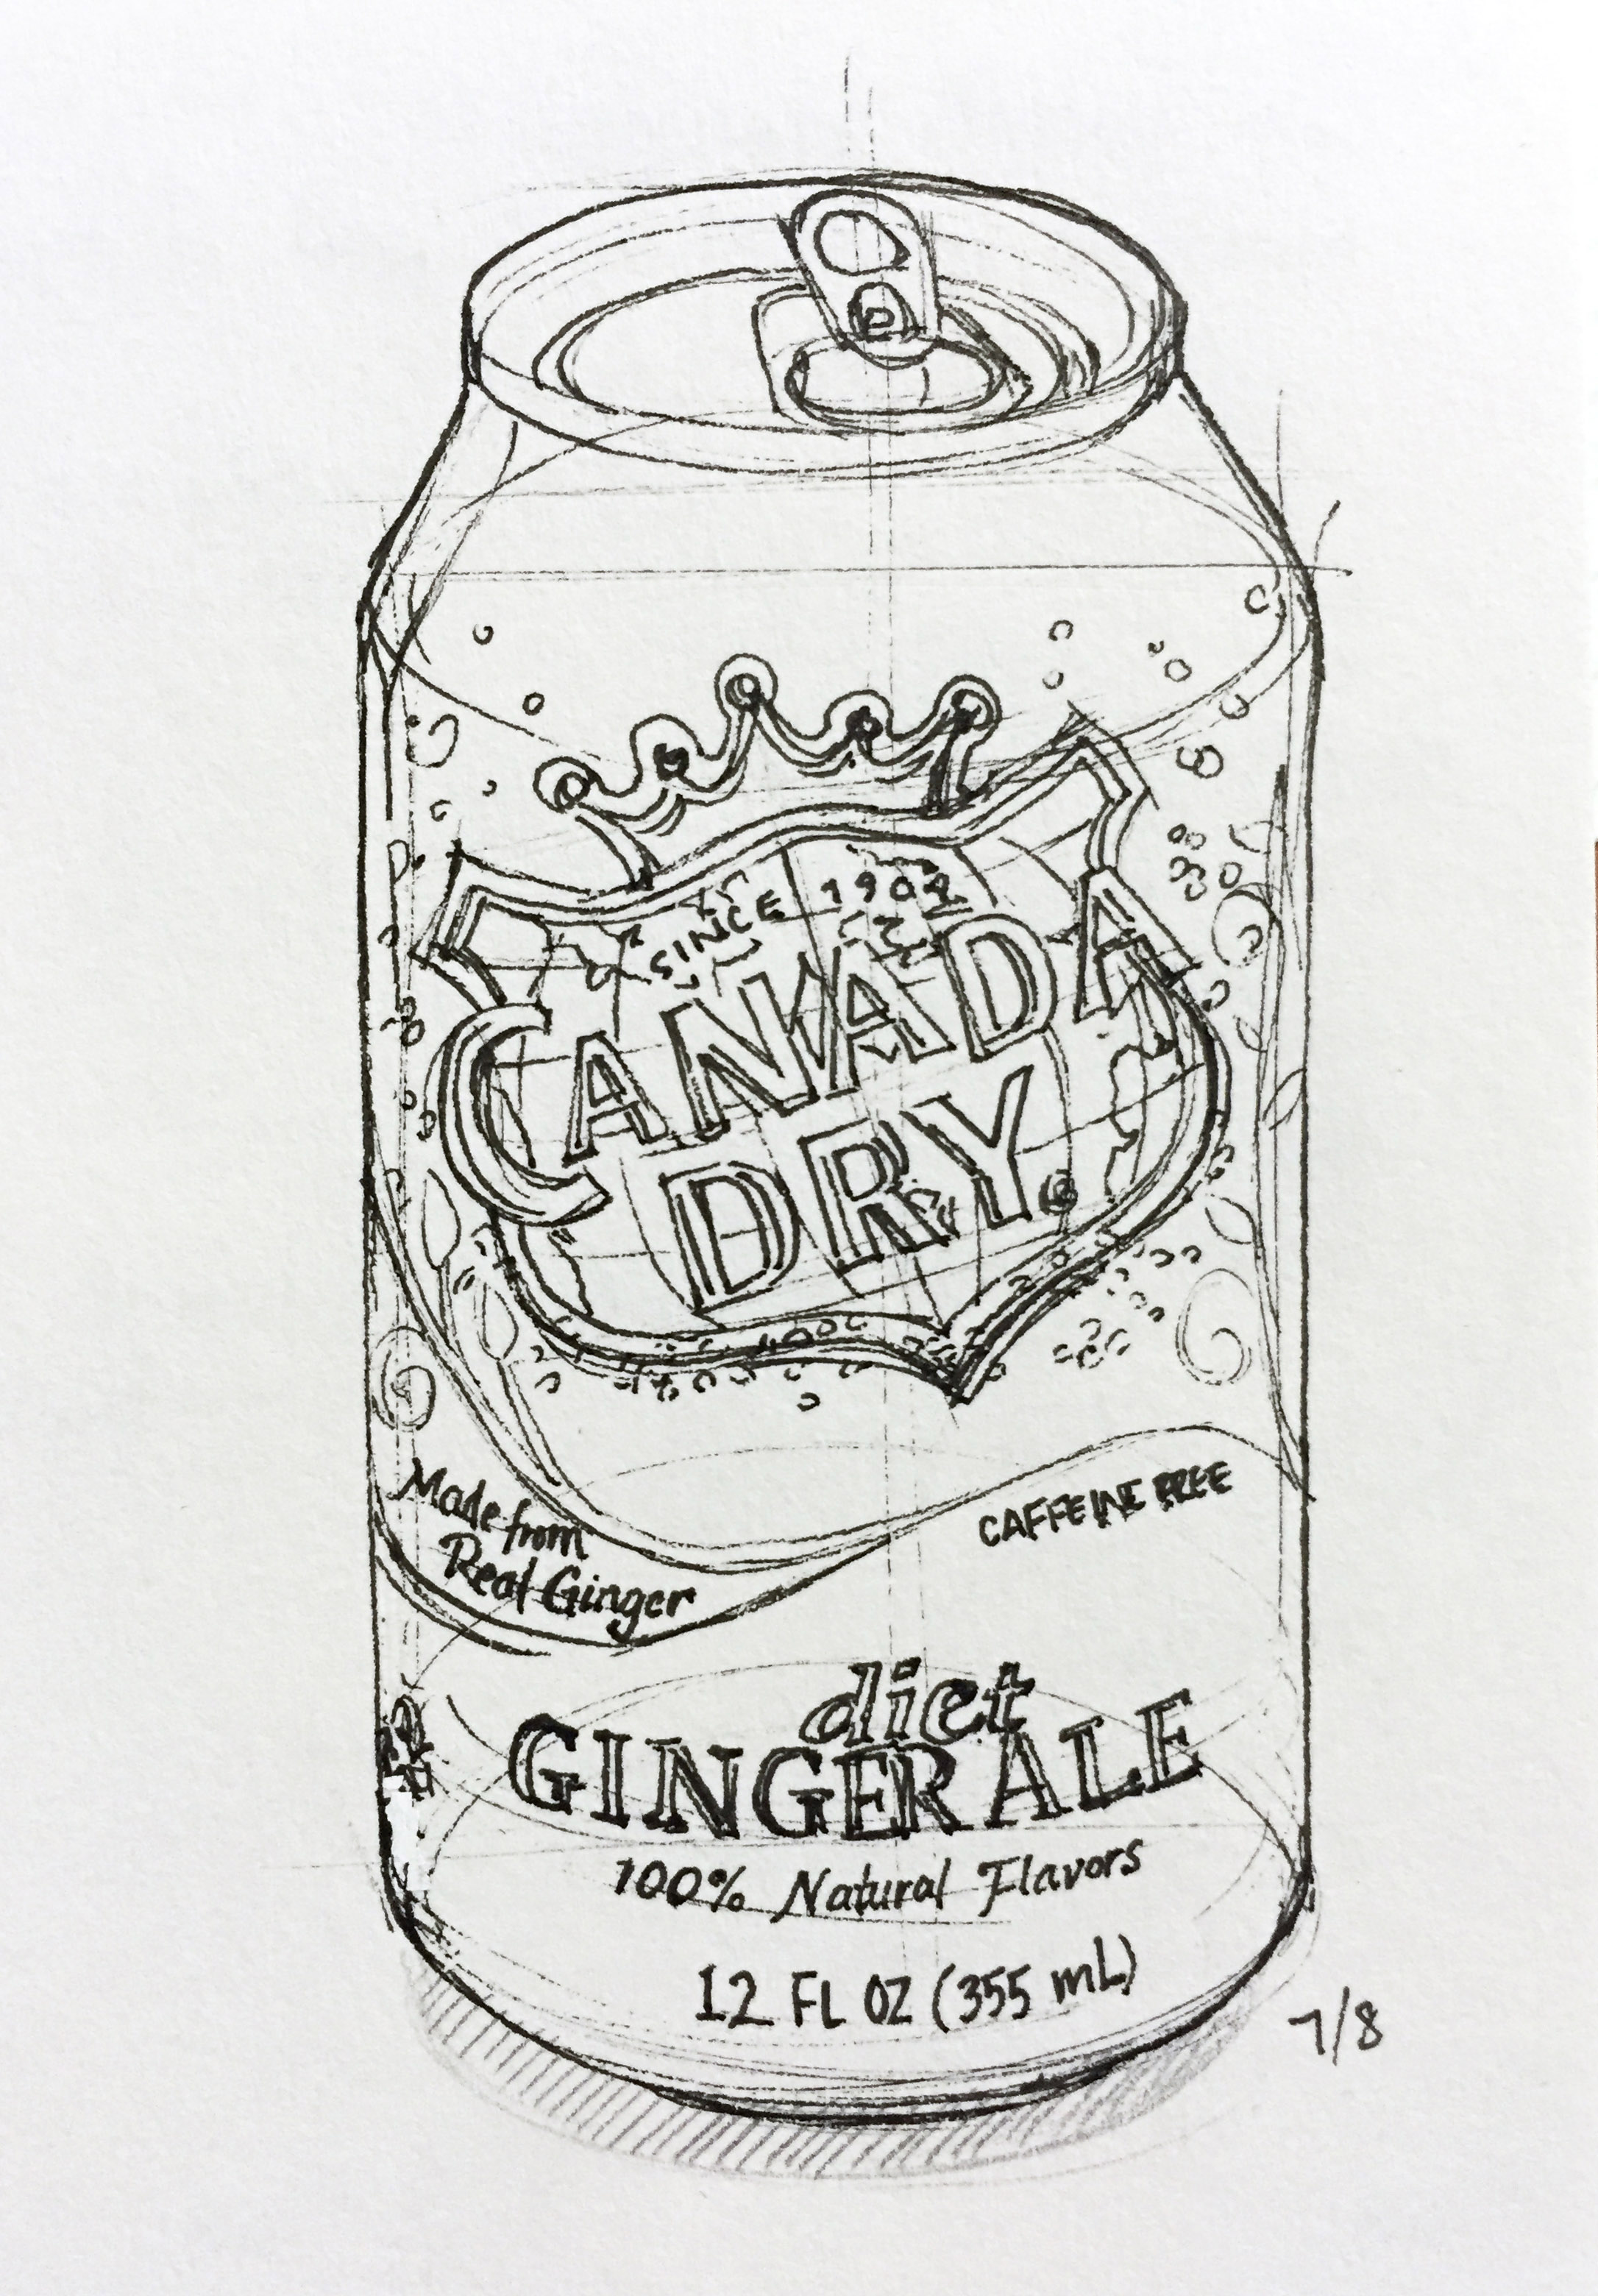 SINCE 1904
CANADA
DRY
Made from
Real Ginger
CAFFEINE FREE
diet
GINGER ALE
100% Natural Flavors
12 FL OZ (355 mL)
7/8